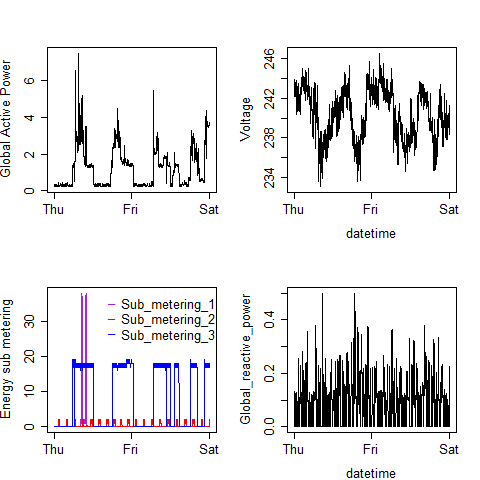 Global Active Power
0 2 4 6
Thu Fri Sat
Voltage
234 238 242 246
Thu Fri Sat
datetime
Energy sub metering
0 10 20 30
Sub_metering_1
Sub_metering_2
Sub_metering_3
Thu Fri Sat
Global_reactive_power
0.0 0.2 0.4
Thu Fri Sat
datetime